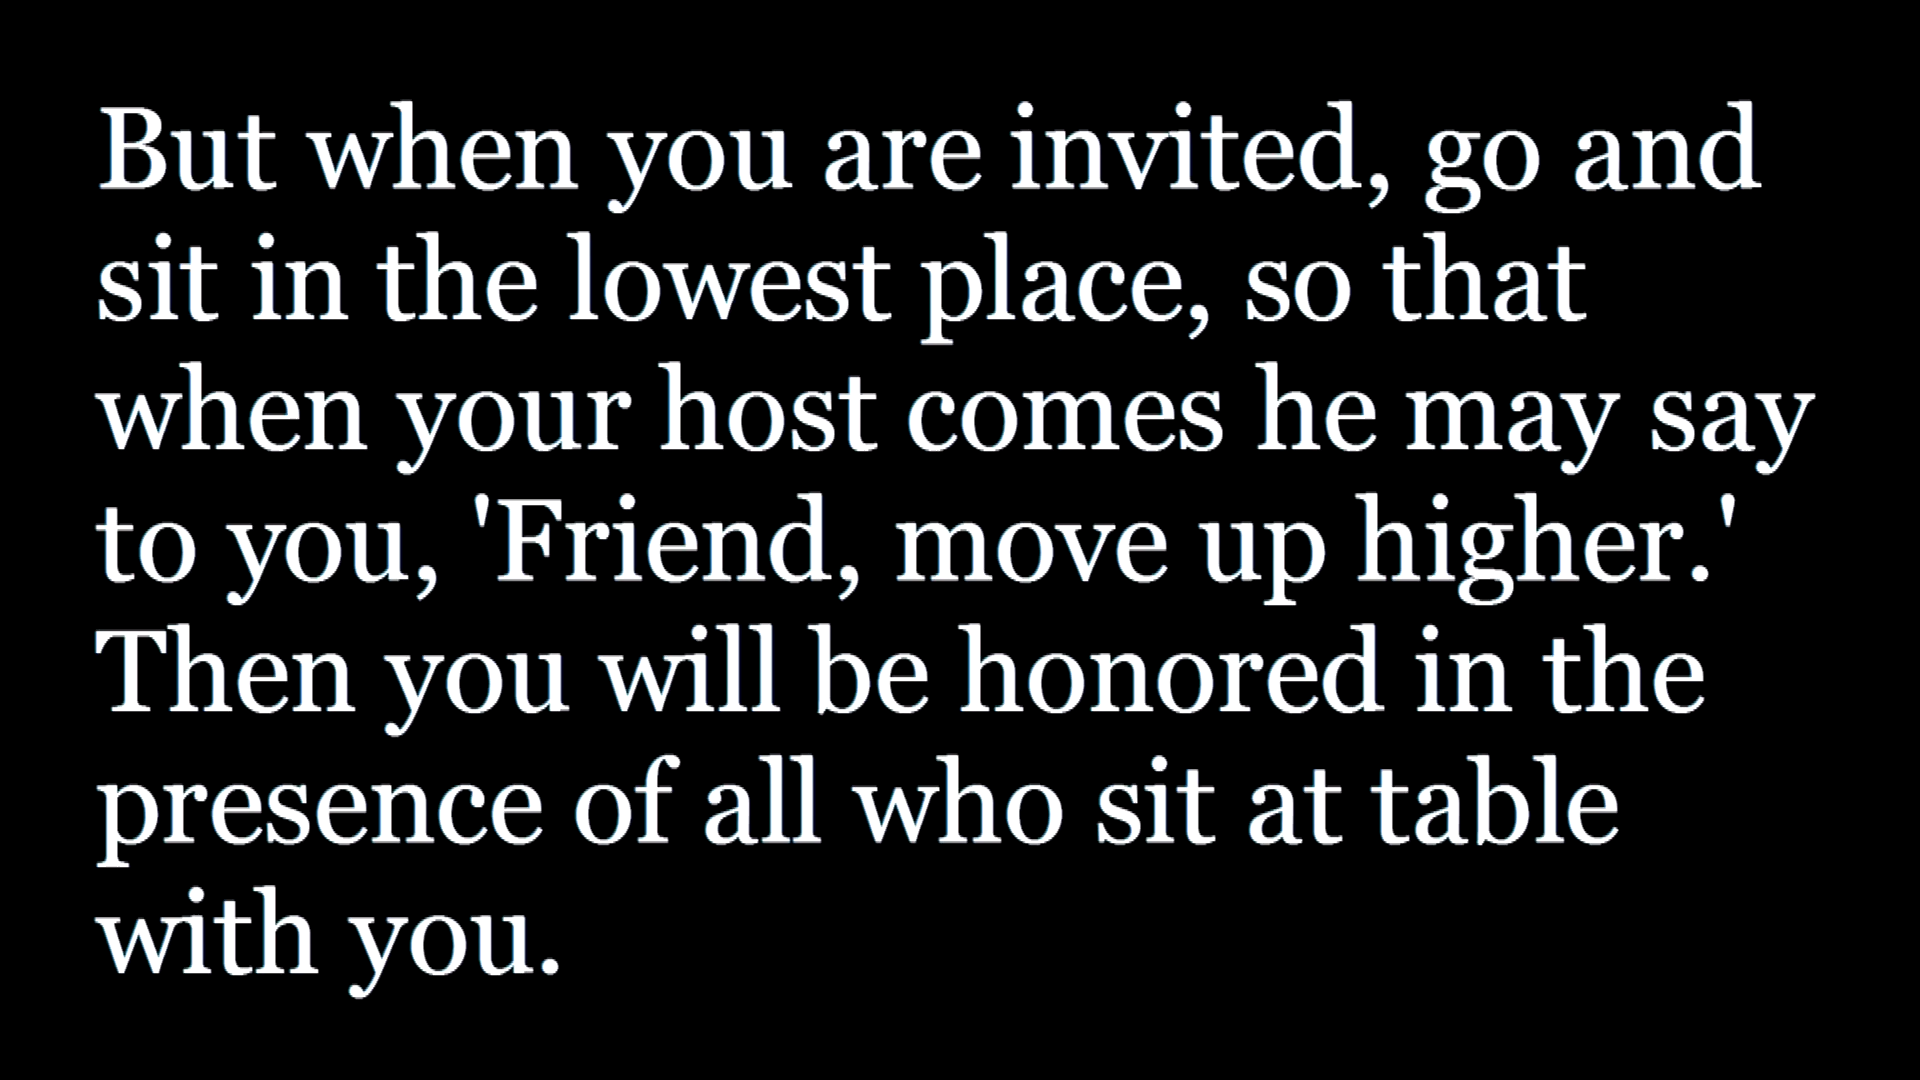 But when you are invited, go and
sit in the lowest place, so that
when your host comes he may say
to you, 'Friend, move up higher.'
Then you will be honored in the
presence of all who sit at table
with you.